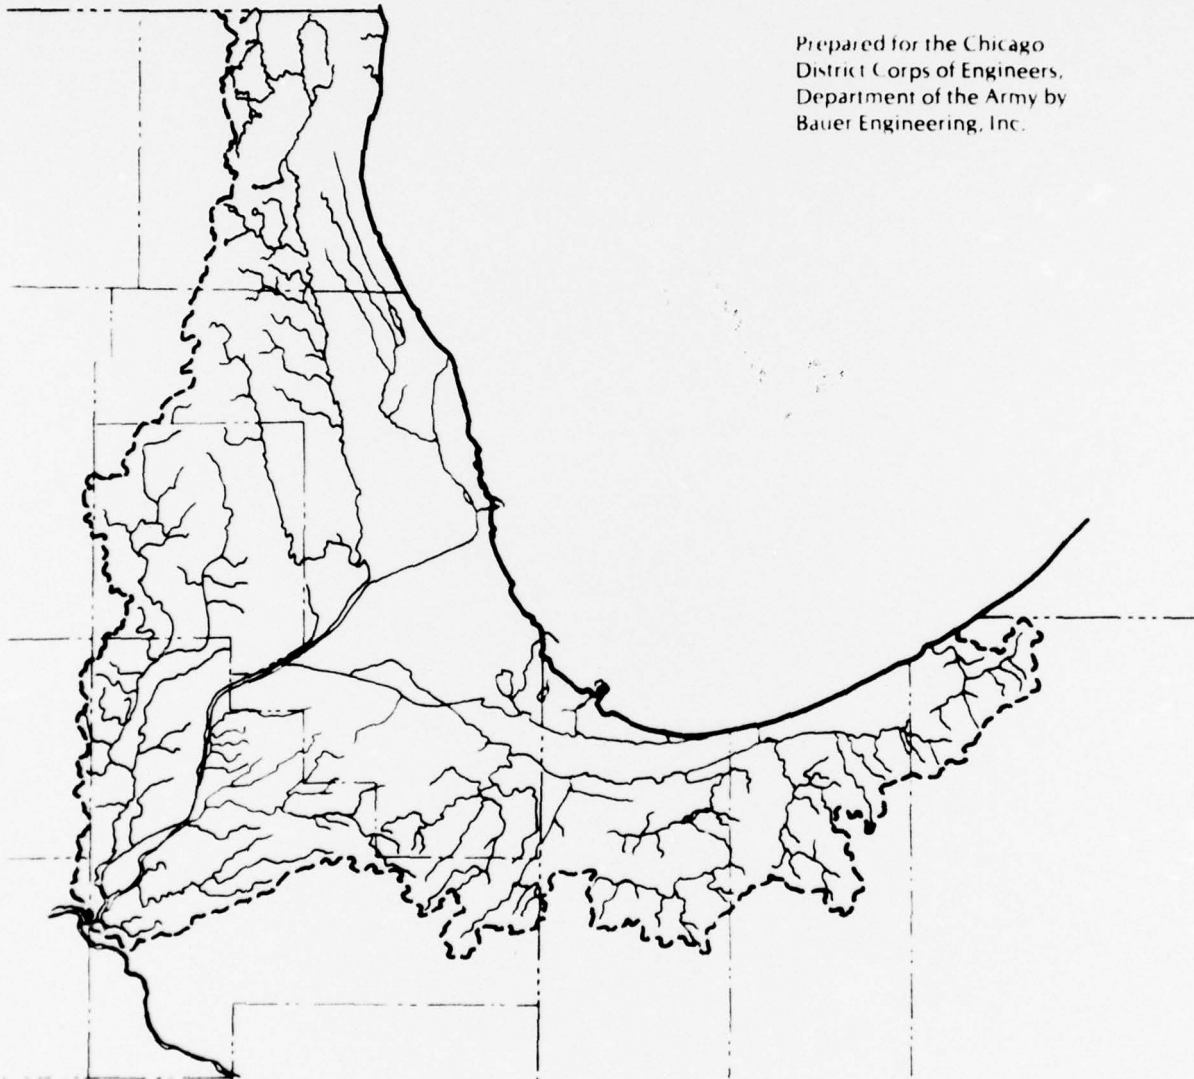 Prepared for the Chicago
District Corps of Engineers,
Department of the Army by
Bauer Engineering, Inc.